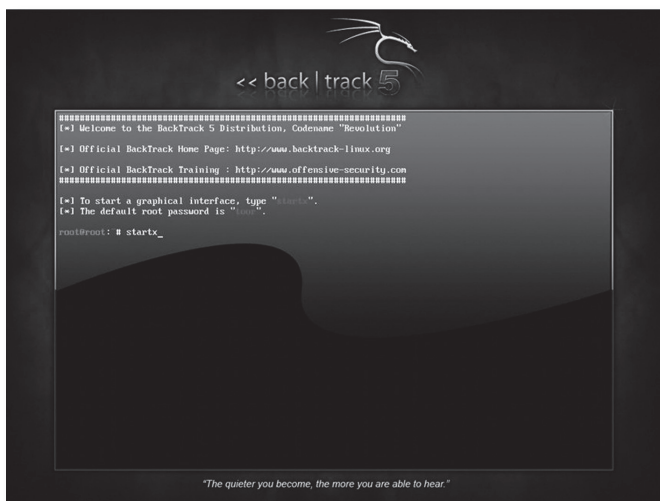 << back | track 5
##################################################################
[*] Welcome to the BackTrack 5 Distribution, Codename "Revolution"
[*] Official BackTrack Home Page: http://www.backtrack-linux.org
[*] Official BackTrack Training : http://www.offensive-security.com
##################################################################
[*] To start a graphical interface, type "startx".
[*] The default root password is "toor".
root@root:~# startx_
"The quieter you become, the more you are able to hear."